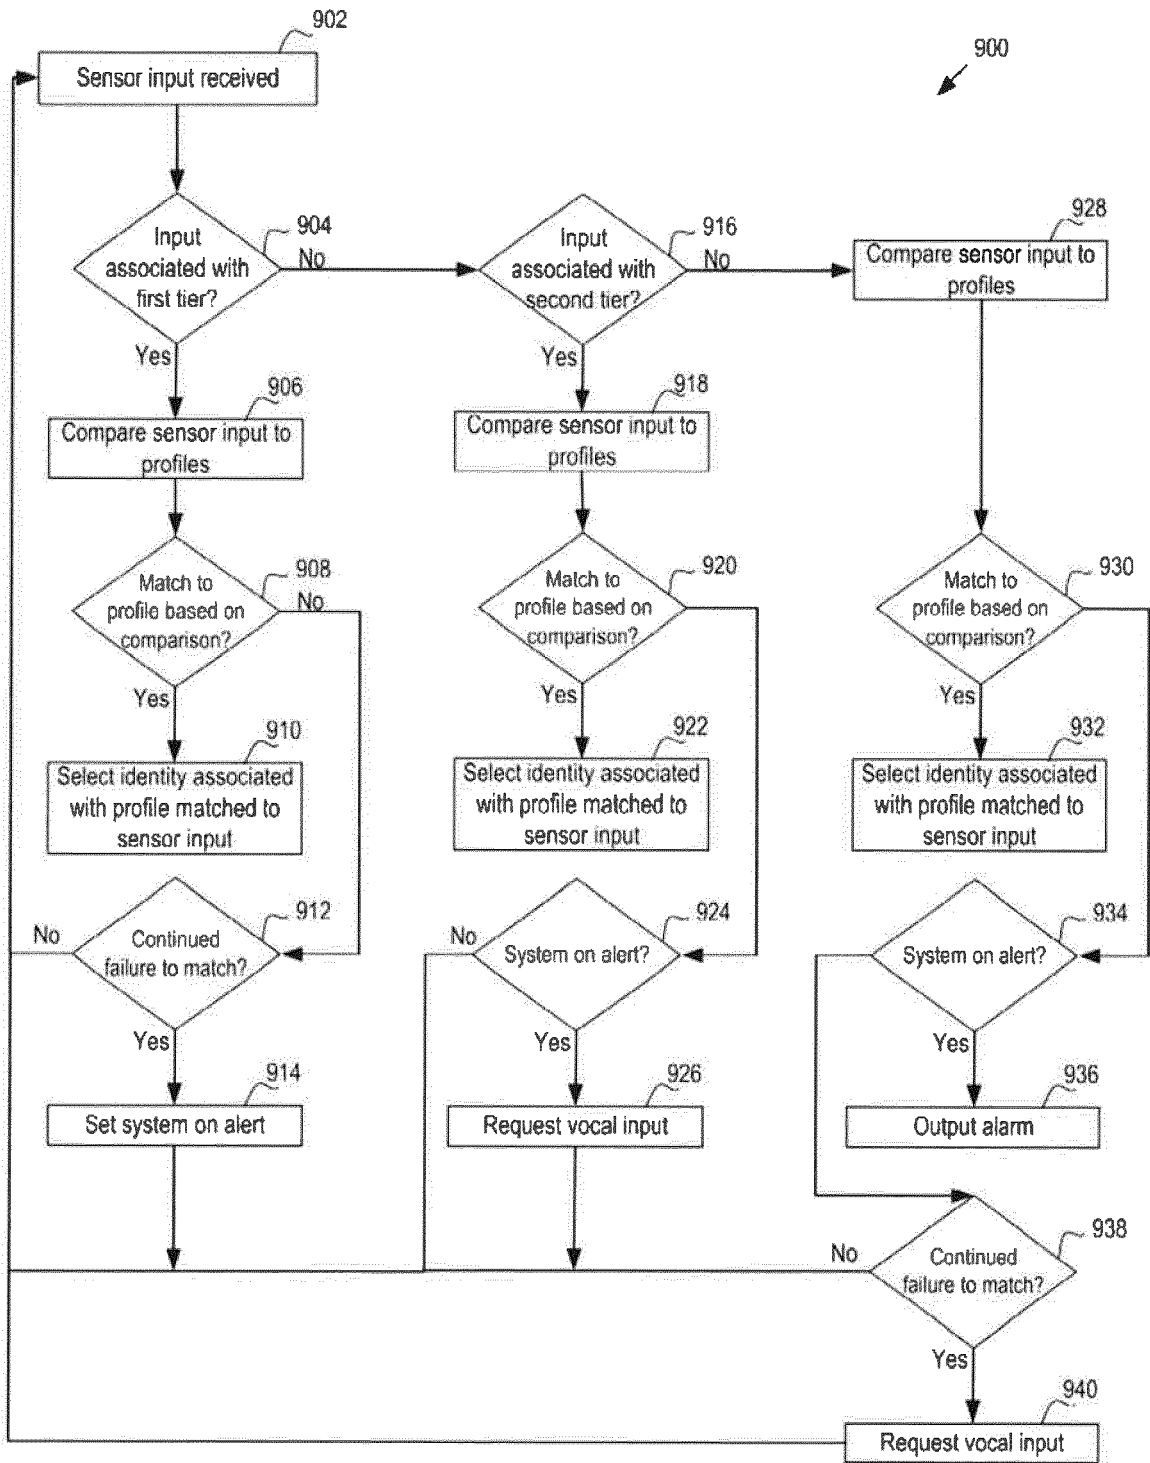 902
Sensor input received
900
904
Input
associated with
first tier?
No
916
Input
associated with
second tier?
No
928
Compare sensor input to
profiles
Yes
Yes
906
Compare sensor input to
profiles
918
Compare sensor input to
profiles
908
Match to
profile based on
comparison?
No
920
Match to
profile based on
comparison?
930
Match to
profile based on
comparison?
Yes
Yes
Yes
910
Select identity associated
with profile matched to
sensor input
922
Select identity associated
with profile matched to
sensor input
932
Select identity associated
with profile matched to
sensor input
No
912
Continued
failure to match?
No
924
System on alert?
934
System on alert?
Yes
Yes
Yes
914
Set system on alert
926
Request vocal input
936
Output alarm
No
938
Continued
failure to match?
Yes
940
Request vocal input